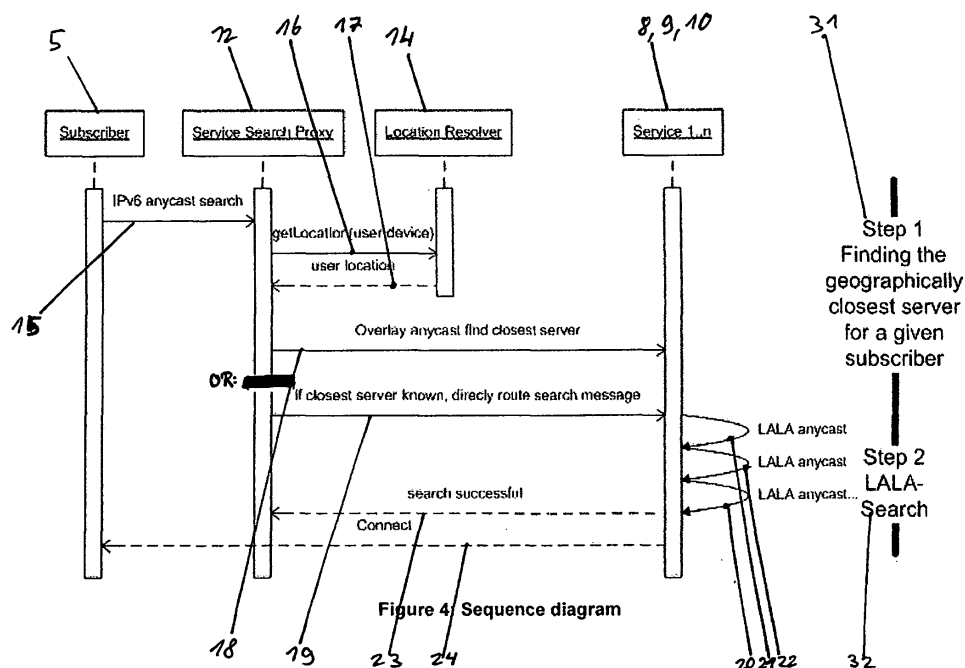 5 12 16 17 14 8, 9, 10 31
Subscriber Service Search Proxy Location Resolver Service 1..n
IPv6 anycast search
getLocation(user device)
user location
15
Overlay anycast find closest server
OR:
If closest server known, direcly route search message
LALA anycast
LALA anycast
LALA anycast...
search successful
Connect
Step 1
Finding the
geographically
closest server
for a given
subscriber
Step 2
LALA-
Search
Figure 4: Sequence diagram
18 19 23 24 20 21 22 32